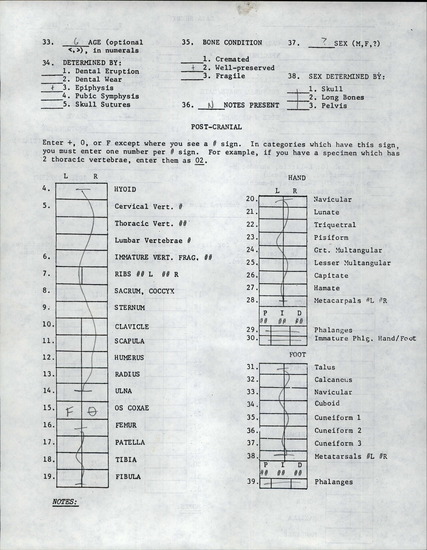 33. 6 AGE (optional <,>), in numerals
34. DETERMINED BY:
1. Dental Eruption
2. Dental Wear
+ 3. Epiphysis
4. Pubic Symphysis
5. Skull Sutures
35. BONE CONDITION
1. Cremated
+ 2. Well-preserved
3. Fragile
36. N NOTES PRESENT
37. ? SEX (M,F,?)
38. SEX DETERMINED BY:
1. Skull
2. Long Bones
3. Pelvis
POST-CRANIAL
Enter +, 0, or F except where you see a # sign. In categories which have this sign,
you must enter one number per # sign. For example, if you have a specimen which has
2 thoracic vertebrae, enter them as 02.
L R
4. HYOID
5. Cervical Vert. #
Thoracic Vert. ##
Lumbar Vertebrae #
6. IMMATURE VERT. FRAG. ##
7. RIBS ## L ## R
8. SACRUM, COCCYX
9. STERNUM
10. CLAVICLE
11. SCAPULA
12. HUMERUS
13. RADIUS
14. ULNA
15. F 0 OS COXAE
16. FEMUR
17. PATELLA
18. TIBIA
19. FIBULA
NOTES:
HAND
L R
20. Navicular
21. Lunate
22. Triquetral
23. Pisiform
24. Grt. Multangular
25. Lesser Multangular
26. Capitate
27. Hamate
28. Metacarpals #L #R
P I D
## ## ##
29. Phalanges
30. Immature Phlg. Hand/Foot
FOOT
31. Talus
32. Calcaneus
33. Navicular
34. Cuboid
35. Cuneiform 1
36. Cuneiform 2
37. Cuneiform 3
38. Metatarsals #L #R
P I D
## ## ##
39. Phalanges